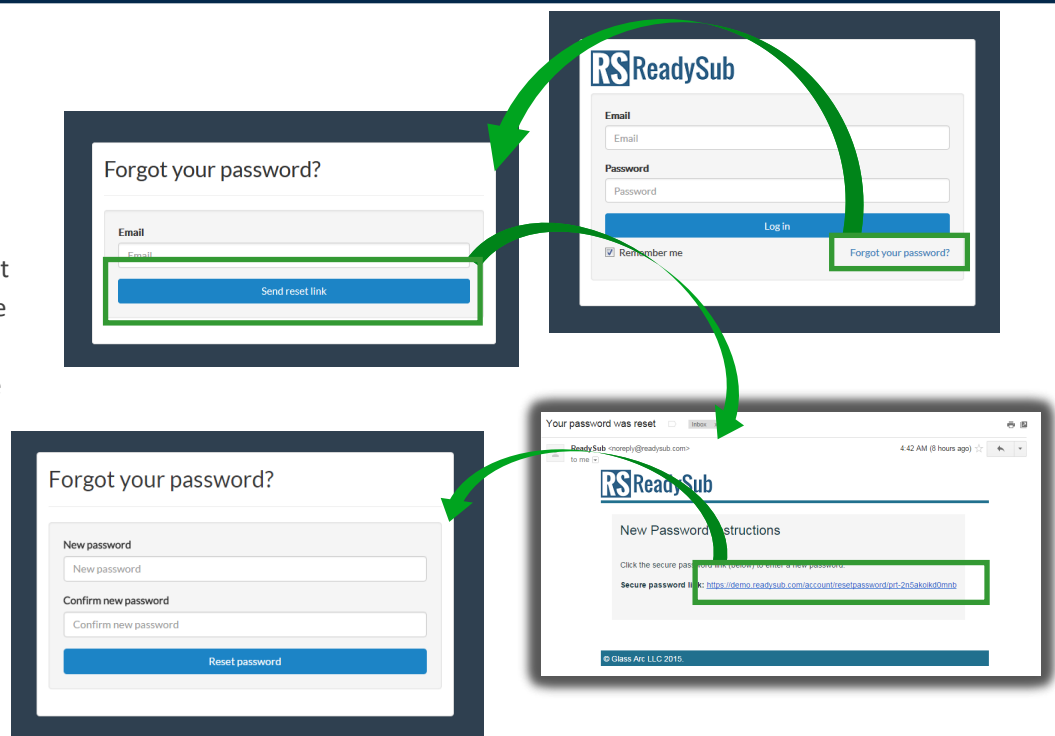 RS ReadySub
Email
Email
Password
Password
Log in
Remember me
Forgot your password?
Forgot your password?
Email
Email
Send reset link
t
e
Your password was reset
Inbox
ReadySub <noreply@readysub.com>
4:42 AM (8 hours ago)
to me
RS ReadySub
New Password Instructions
Click the secure password link (below) to enter a new password.
Secure password link: https://demo.readysub.com/account/resetpassword/prt-2n5akoikd0mnb
© Glass Arc LLC 2015.
Forgot your password?
New password
New password
Confirm new password
Confirm new password
Reset password